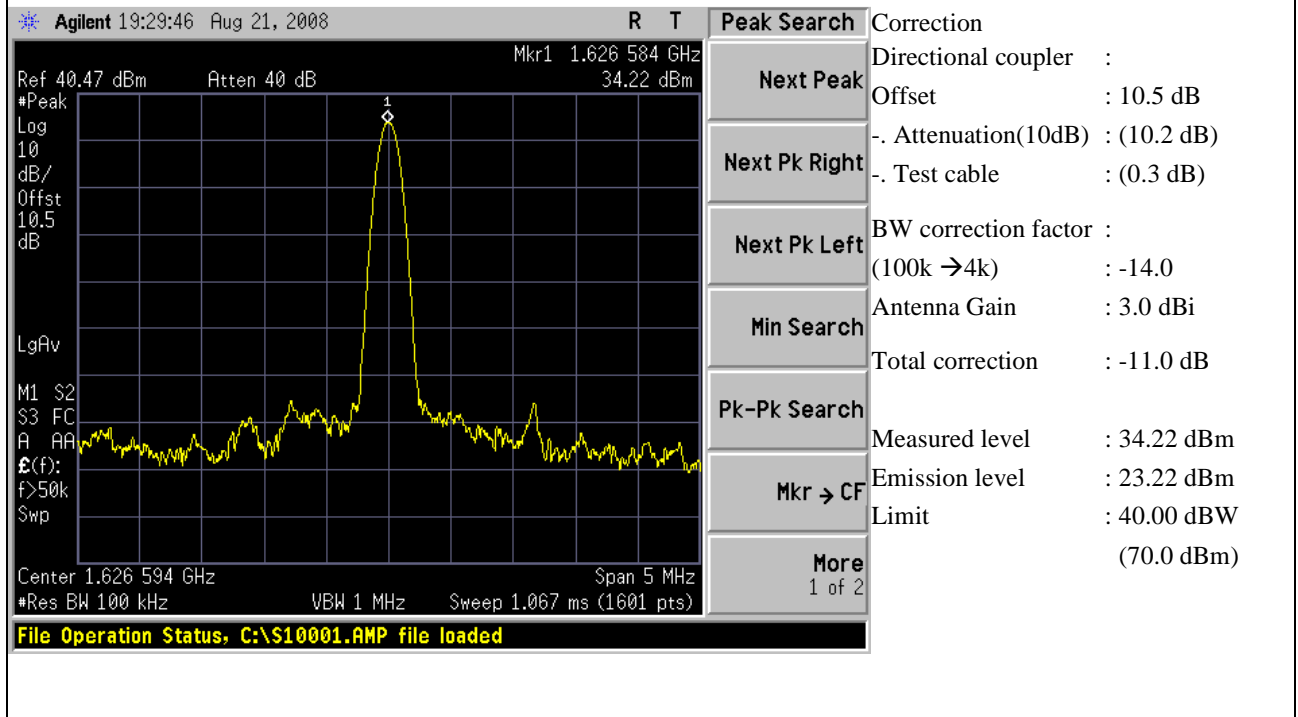 Agilent 19:29:46 Aug 21, 2008 R T
Mkr1 1.626 584 GHz
Ref 40.47 dBm Atten 40 dB 34.22 dBm
#Peak
Log
10
dB/
Offst
10.5
dB
1
LgAv
M1 S2
S3 FC
A AA
£(f):
f>50k
Swp
Center 1.626 594 GHz Span 5 MHz
#Res BW 100 kHz VBW 1 MHz Sweep 1.067 ms (1601 pts)
File Operation Status, C:\S10001.AMP file loaded
Peak Search
Next Peak
Next Pk Right
Next Pk Left
Min Search
Pk-Pk Search
Mkr → CF
More
1 of 2
Correction
Directional coupler :
Offset : 10.5 dB
-. Attenuation(10dB) : (10.2 dB)
-. Test cable : (0.3 dB)
BW correction factor :
(100k →4k) : -14.0
Antenna Gain : 3.0 dBi
Total correction : -11.0 dB
Measured level : 34.22 dBm
Emission level : 23.22 dBm
Limit : 40.00 dBW
(70.0 dBm)